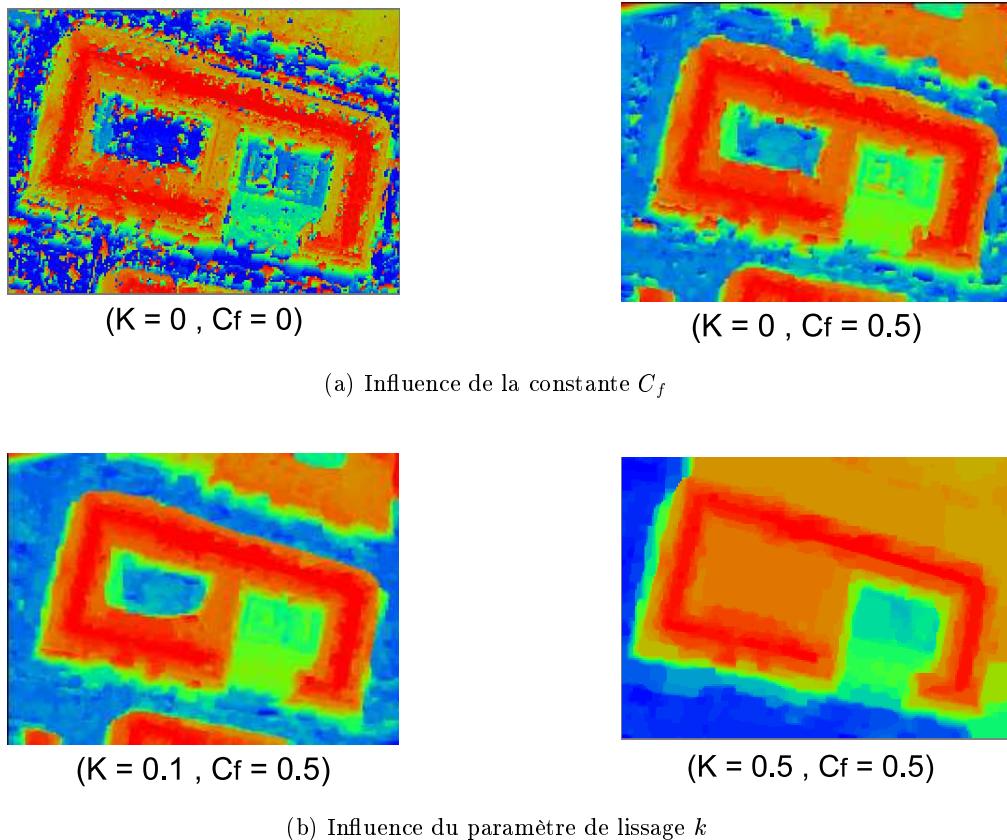 (K = 0 , Cf = 0)
(K = 0 , Cf = 0.5)
(a) Influence de la constante C_f
(K = 0.1 , Cf = 0.5)
(K = 0.5 , Cf = 0.5)
(b) Influence du paramètre de lissage k